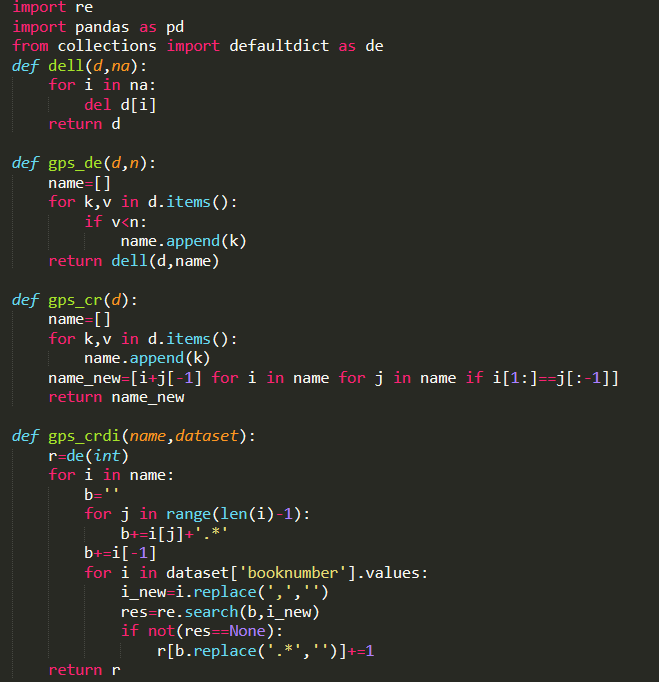 import re
import pandas as pd
from collections import defaultdict as de
def dell(d,na):
    for i in na:
        del d[i]
    return d

def gps_de(d,n):
    name=[]
    for k,v in d.items():
        if v<n:
            name.append(k)
    return dell(d,name)

def gps_cr(d):
    name=[]
    for k,v in d.items():
        name.append(k)
    name_new=[i+j[-1] for i in name for j in name if i[1:]==j[:-1]]
    return name_new

def gps_crdi(name,dataset):
    r=de(int)
    for i in name:
        b=''
        for j in range(len(i)-1):
            b+=i[j]+'.*'
        b+=i[-1]
        for i in dataset['booknumber'].values:
            i_new=i.replace(',','')
            res=re.search(b,i_new)
            if not(res==None):
                r[b.replace('.*','')]+=1
    return r